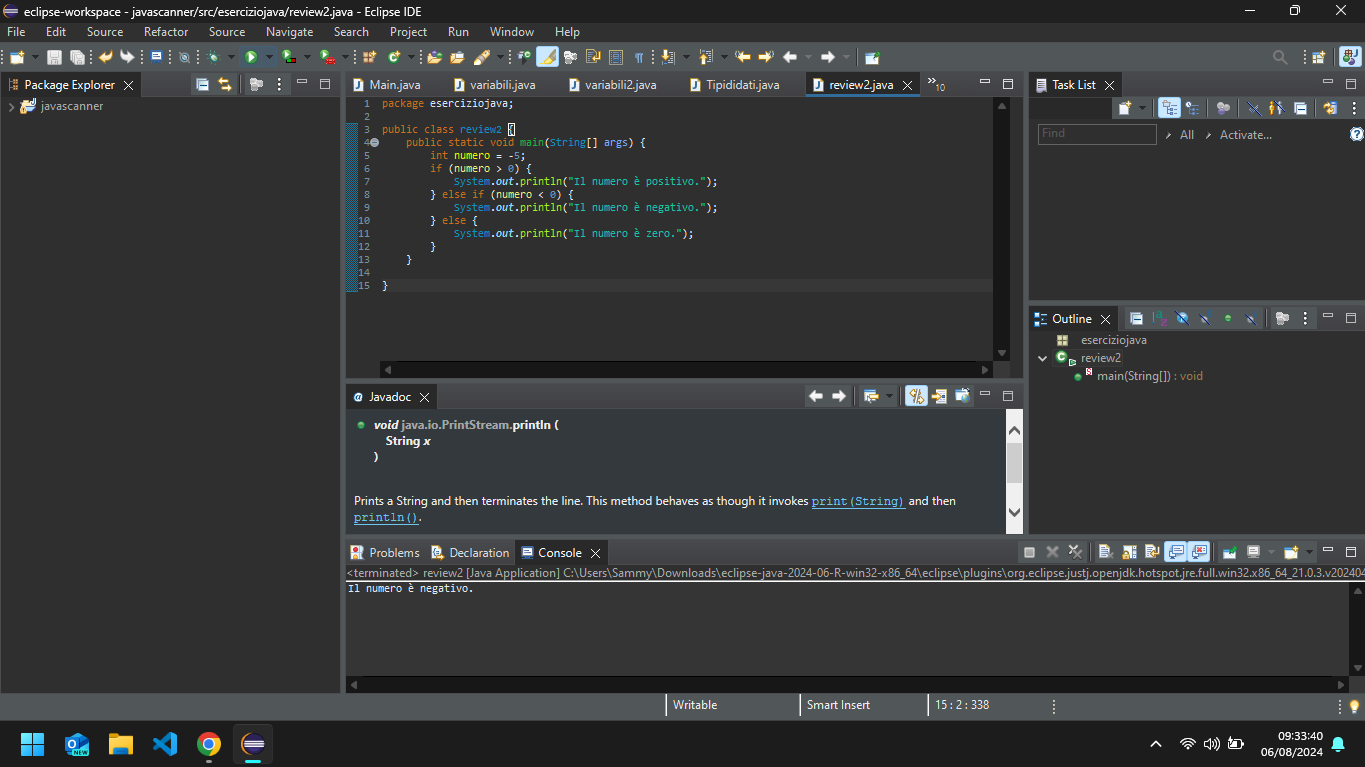 eclipse-workspace - javascanner/src/eserciziojava/review2.java - Eclipse IDE
File Edit Source Refactor Source Navigate Search Project Run Window Help
Package Explorer
javascanner
Main.java variabili.java variabili2.java Tipididati.java review2.java »10
1 package eserciziojava;
2
3 public class review2 {
4 public static void main(String[] args) {
5 int numero = -5;
6 if (numero > 0) {
7 System.out.println("Il numero è positivo.");
8 } else if (numero < 0) {
9 System.out.println("Il numero è negativo.");
10 } else {
11 System.out.println("Il numero è zero.");
12 }
13 }
14
15 }
Task List
Find All Activate...
Outline
eserciziojava
review2
main(String[]) : void
@ Javadoc
void java.io.PrintStream.println (
String x
)
Prints a String and then terminates the line. This method behaves as though it invokes print(String) and then
println().
Problems Declaration Console
<terminated> review2 [Java Application] C:\Users\Sammy\Downloads\eclipse-java-2024-06-R-win32-x86_64\eclipse\plugins\org.eclipse.justj.openjdk.hotspot.jre.full.win32.x86_64_21.0.3.v202404
Il numero è negativo.
Writable Smart Insert 15 : 2 : 338
NEW
09:33:40
06/08/2024